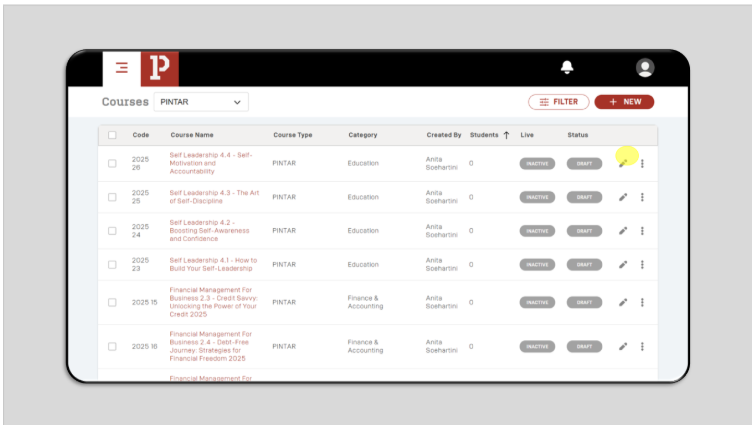 P
Courses PINTAR FILTER + NEW
Code Course Name Course Type Category Created By Students ↑ Live Status
2025 26 Self Leadership 4.4 - Self-Motivation and Accountability PINTAR Education Anita Soehartini 0 INACTIVE DRAFT
2025 25 Self Leadership 4.3 - The Art of Self-Discipline PINTAR Education Anita Soehartini 0 INACTIVE DRAFT
2025 24 Self Leadership 4.2 - Boosting Self-Awareness and Confidence PINTAR Education Anita Soehartini 0 INACTIVE DRAFT
2025 23 Self Leadership 4.1 - How to Build Your Self-Leadership PINTAR Education Anita Soehartini 0 INACTIVE DRAFT
2025 15 Financial Management For Business 2.3 - Credit Savvy: Unlocking the Power of Your Credit 2025 PINTAR Finance & Accounting Anita Soehartini 0 INACTIVE DRAFT
2025 16 Financial Management For Business 2.4 - Debt-Free Journey: Strategies for Financial Freedom 2025 PINTAR Finance & Accounting Anita Soehartini 0 INACTIVE DRAFT
Financial Management For